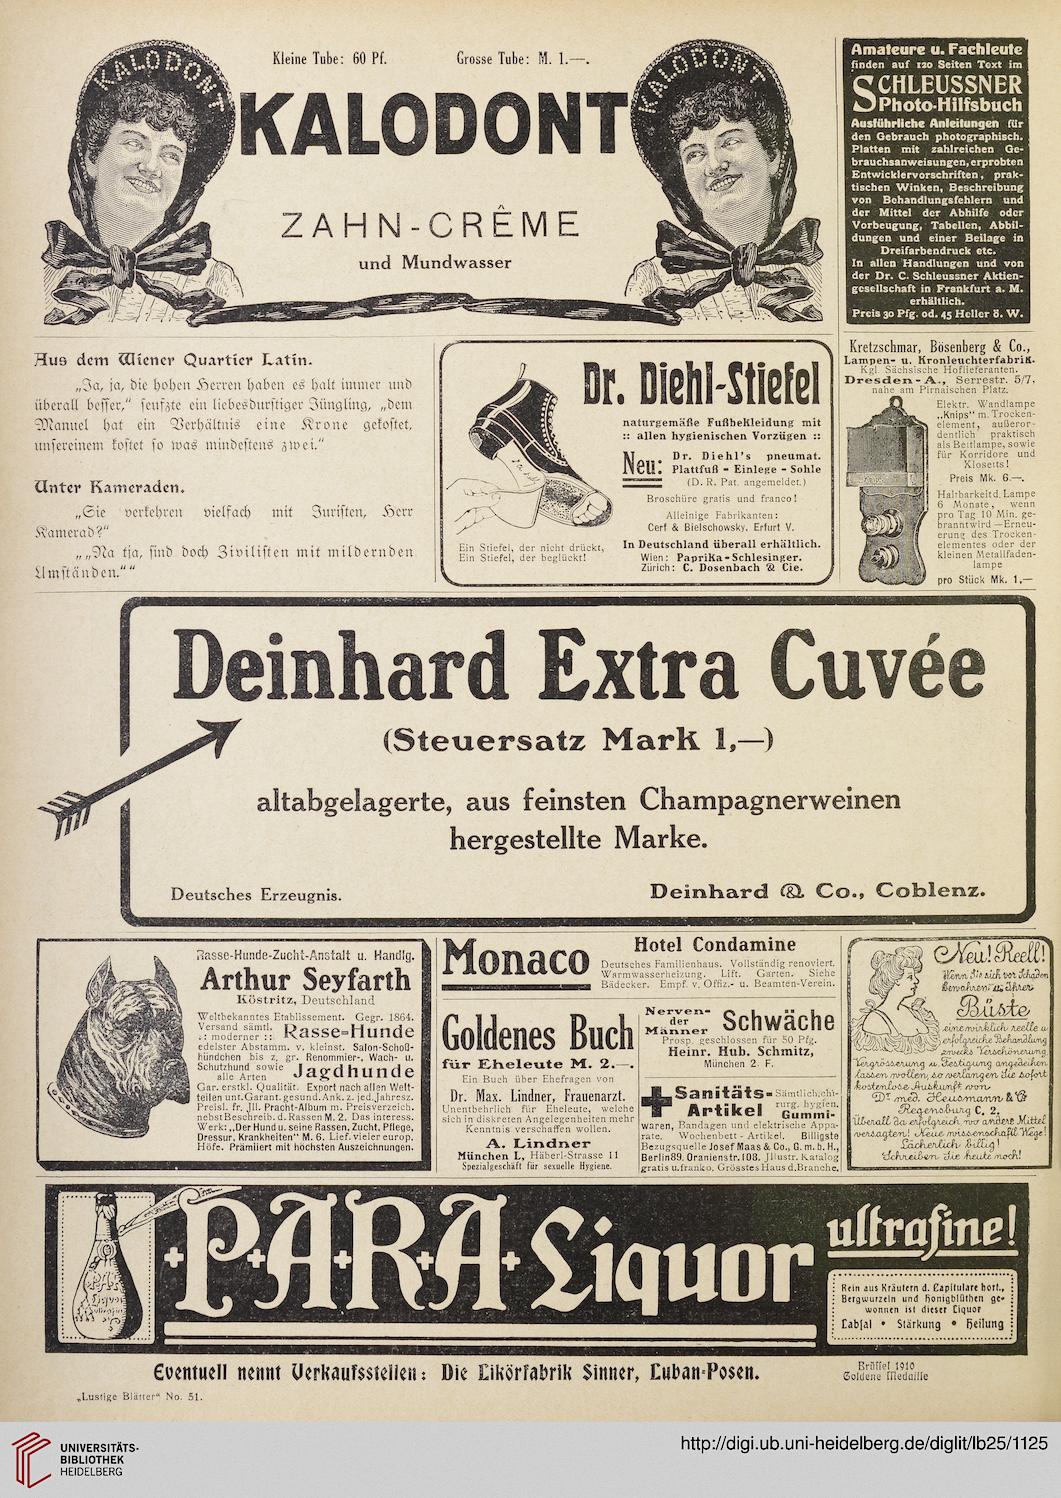 Kleine Tube: 60 Pf. Grosse Tube: M. 1.—.
KALODONT
KALODONT
KALODONT
ZAHN-CRÊME
und Mundwasser
Amateure u. Fachleute
finden auf 120 Seiten Text im
SCHLEUSSNER
Photo-Hilfsbuch
Ausführliche Anleitungen für
den Gebrauch photographisch.
Platten mit zahlreichen Ge-
brauchsanweisungen, erprobten
Entwicklervorschriften, prak-
tischen Winken, Beschreibung
von Behandlungsfehlern und
der Mittel der Abhilfe oder
Vorbeugung, Tabellen, Abbil-
dungen und einer Beilage in
Dreifarbendruck etc.
In allen Handlungen und von
der Dr. C. Schleussner Aktien-
gesellschaft in Frankfurt a. M.
erhältlich.
Preis 30 Pfg. od. 45 Heller ö. W.
Aus dem Wiener Quartier Latin.
„Ja, ja, die hohen Herren haben es halt immer und
überall besser,“ seufzte ein liebesdurstiger Jüngling, „dem
Manuel hat ein Verhältnis eine Krone gekostet,
unsereinem kostet so was mindestens zwei.“
Unter Kameraden.
„Sie verkehren vielfach mit Juristen, Herr
Kamerad?“
„„Na tja, sind doch Zivilisten mit mildernden
Umständen.““
Dr. Diehl-Stiefel
naturgemäße Fußbekleidung mit
:: allen hygienischen Vorzügen ::
Neu: Dr. Diehl's pneumat.
Plattfuß - Einlege - Sohle
(D. R. Pat. angemeldet.)
Broschüre gratis und franco!
Alleinige Fabrikanten:
Cerf & Bielschowsky, Erfurt V.
In Deutschland überall erhältlich.
Wien: Paprika-Schlesinger.
Zürich: C. Dosenbach & Cie.
Ein Stiefel, der nicht drückt,
Ein Stiefel, der beglückt!
Kretzschmar, Bösenberg & Co.,
Lampen- u. Kronleuchterfabrik.
Kgl. Sächsische Hoflieferanten.
Dresden-A., Serrestr. 5/7,
nahe am Pirnaischen Platz.
Elektr. Wandlampe
„Knips“ m. Trocken-
element, außeror-
dentlich praktisch
als Bettlampe, sowie
für Korridore und
Klosetts!
Preis Mk. 6.—.
Haltbarkeit d. Lampe
6 Monate, wenn
pro Tag 10 Min. ge-
brannt wird — Erneu-
erung des Trocken-
elementes oder der
kleinen Metallfaden-
lampe
pro Stück Mk. 1,—
Deinhard Extra Cuvée
(Steuersatz Mark 1,—)
altabgelagerte, aus feinsten Champagnerweinen
hergestellte Marke.
Deutsches Erzeugnis. Deinhard & Co., Coblenz.
Rasse-Hunde-Zucht-Anstalt u. Handlg.
Arthur Seyfarth
Köstritz, Deutschland
Weltbekanntes Etablissement. Gegr. 1864.
Versand sämtl. Rasse-Hunde
.: moderner ::
edelster Abstamm. v. kleinst. Salon-Schoß-
hündchen bis z. gr. Renommier-, Wach- u.
Schutzhund sowie Jagdhunde
alle Arten
Gar. erstkl. Qualität. Export nach allen Welt-
teilen unt. Garant. gesund. Ank. z. jed. Jahresz.
Preisl. fr. Jll. Pracht-Album m. Preisverzeich.
nebst Beschreib. d. Rassen M. 2. Das interess.
Werk: „Der Hund u. seine Rassen, Zucht, Pflege,
Dressur, Krankheiten“ M. 6. Lief. vieler europ.
Höfe. Prämiiert mit höchsten Auszeichnungen.
Monaco
Hotel Condamine
Deutsches Familienhaus. Vollständig renoviert.
Warmwasserheizung. Lift. Garten. Siehe
Bädecker. Empf. v. Offiz.- u. Beamten-Verein.
Goldenes Buch
für Eheleute M. 2.—.
Ein Buch über Ehefragen von
Dr. Max. Lindner, Frauenarzt.
Unentbehrlich für Eheleute, welche
sich in diskreten Angelegenheiten mehr
Kenntnis verschaffen wollen.
A. Lindner
München L, Häberl-Strasse 11
Spezialgeschäft für sexuelle Hygiene.
Nerven-
der Schwäche
Männer
Prosp. geschlossen für 50 Pfg.
Heinr. Hub. Schmitz,
München 2. F.
Sanitäts- Sämtlich. chi-
rurg. hygien.
Artikel Gummi-
waren, Bandagen und elektrische Appa-
rate. Wochenbett-Artikel. Billigste
Bezugsquelle Josef Maas & Co., G. m. b. H.,
Berlin 89, Oranienstr. 108. Jllustr. Katalog
gratis u. franko. Grösstes Haus d. Branche.
Neu! Reell!
Wenn Sie sich vor Schaden
bewahren u. Ihre
Büste
eine wirklich reelle u.
erfolgreiche Behandlung
zwecks Verschönerung,
Vergrösserung u. Festigung angedeihen
lassen wollen, so verlangen Sie sofort
kostenlose Auskunft von
Dr. med. Heusmann & Co
Regensburg C. 2.
Überall da erfolgreich, wo andere Mittel
versagten! Neue wissenschaftl. Wege!
Lächerlich billig!
Schreiben Sie heute noch!
PARA Liquor ultrafine!
Rein aus Kräutern d. Capitulare hort.,
Bergwurzeln und Honigblüthen ge-
wonnen ist dieser Liquor
Labsal • Stärkung • Heilung
Eventuell nennt Verkaufsstellen: Die Likörfabrik Sinner, Luban-Posen.
Brüssel 1910
Goldene Medaille
„Lustige Blätter“ No. 51.
UNIVERSITÄTS-
BIBLIOTHEK
HEIDELBERG
http://digi.ub.uni-heidelberg.de/diglit/lb25/1125